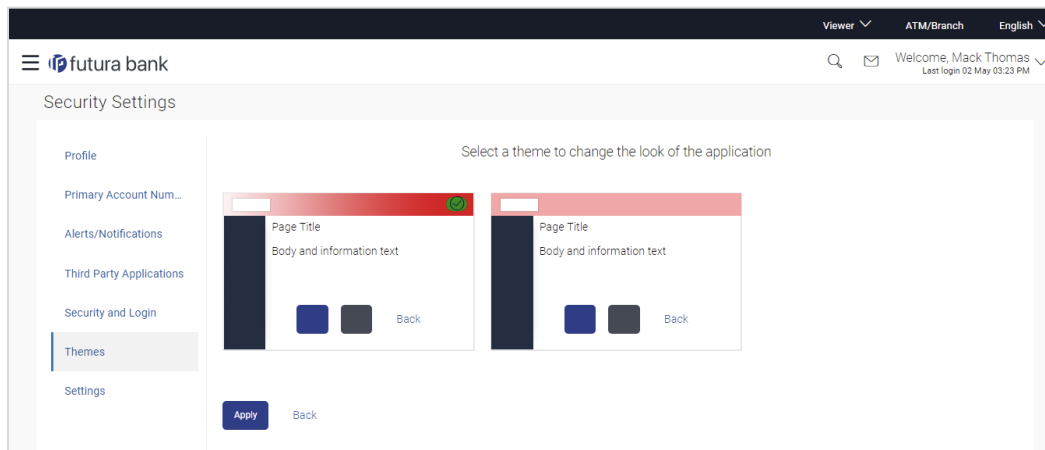 Viewer ATM/Branch English
futura bank
Welcome, Mack Thomas
Last login 02 May 03:23 PM
Security Settings
Profile
Primary Account Num...
Alerts/Notifications
Third Party Applications
Security and Login
Themes
Settings
Select a theme to change the look of the application
Page Title
Body and information text
Back
Page Title
Body and information text
Back
Apply Back